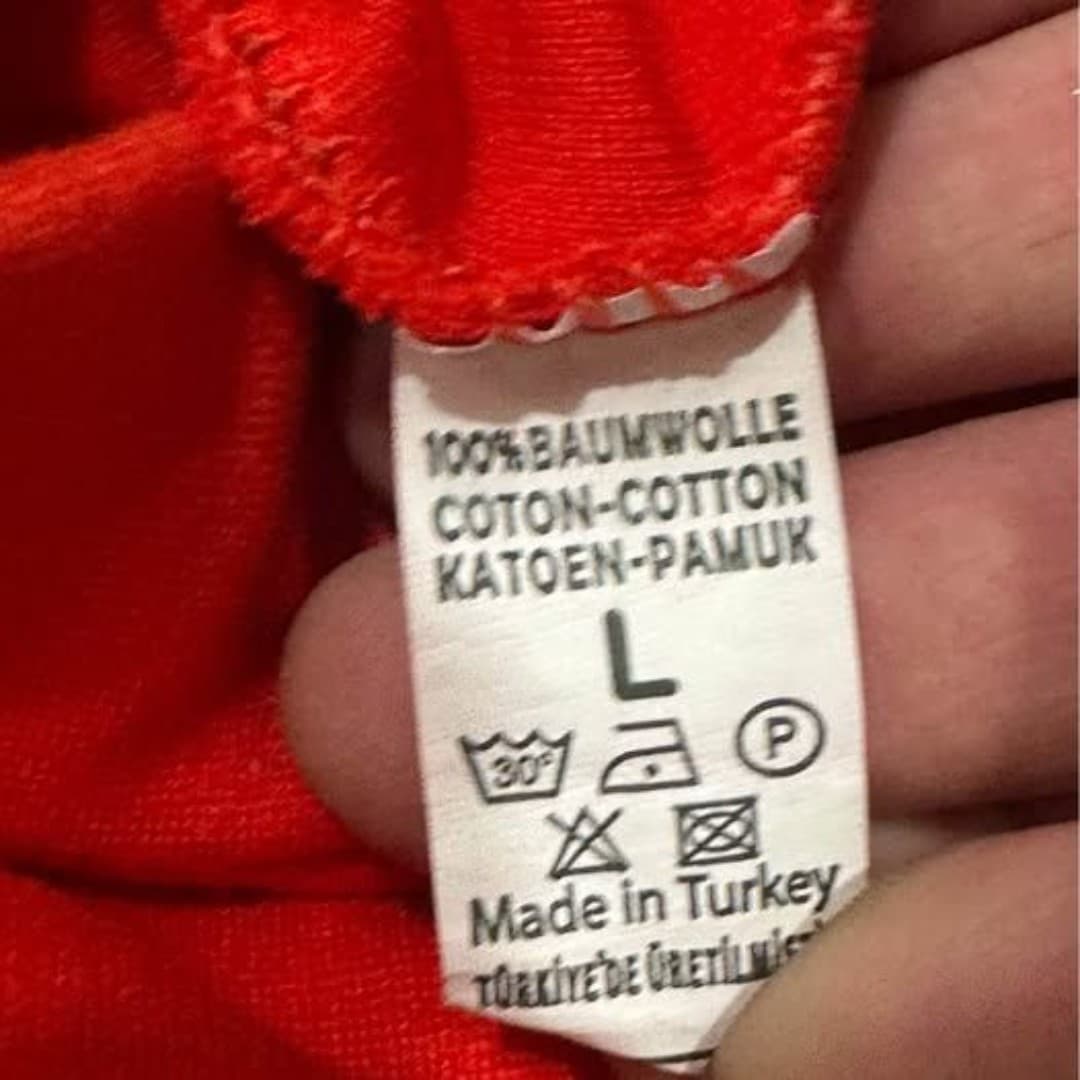 100%BAUMWOLLE
COTON-COTTON
KATOEN-PAMUK
L
30° P
Made in Turkey
TÜRKİYE'DE